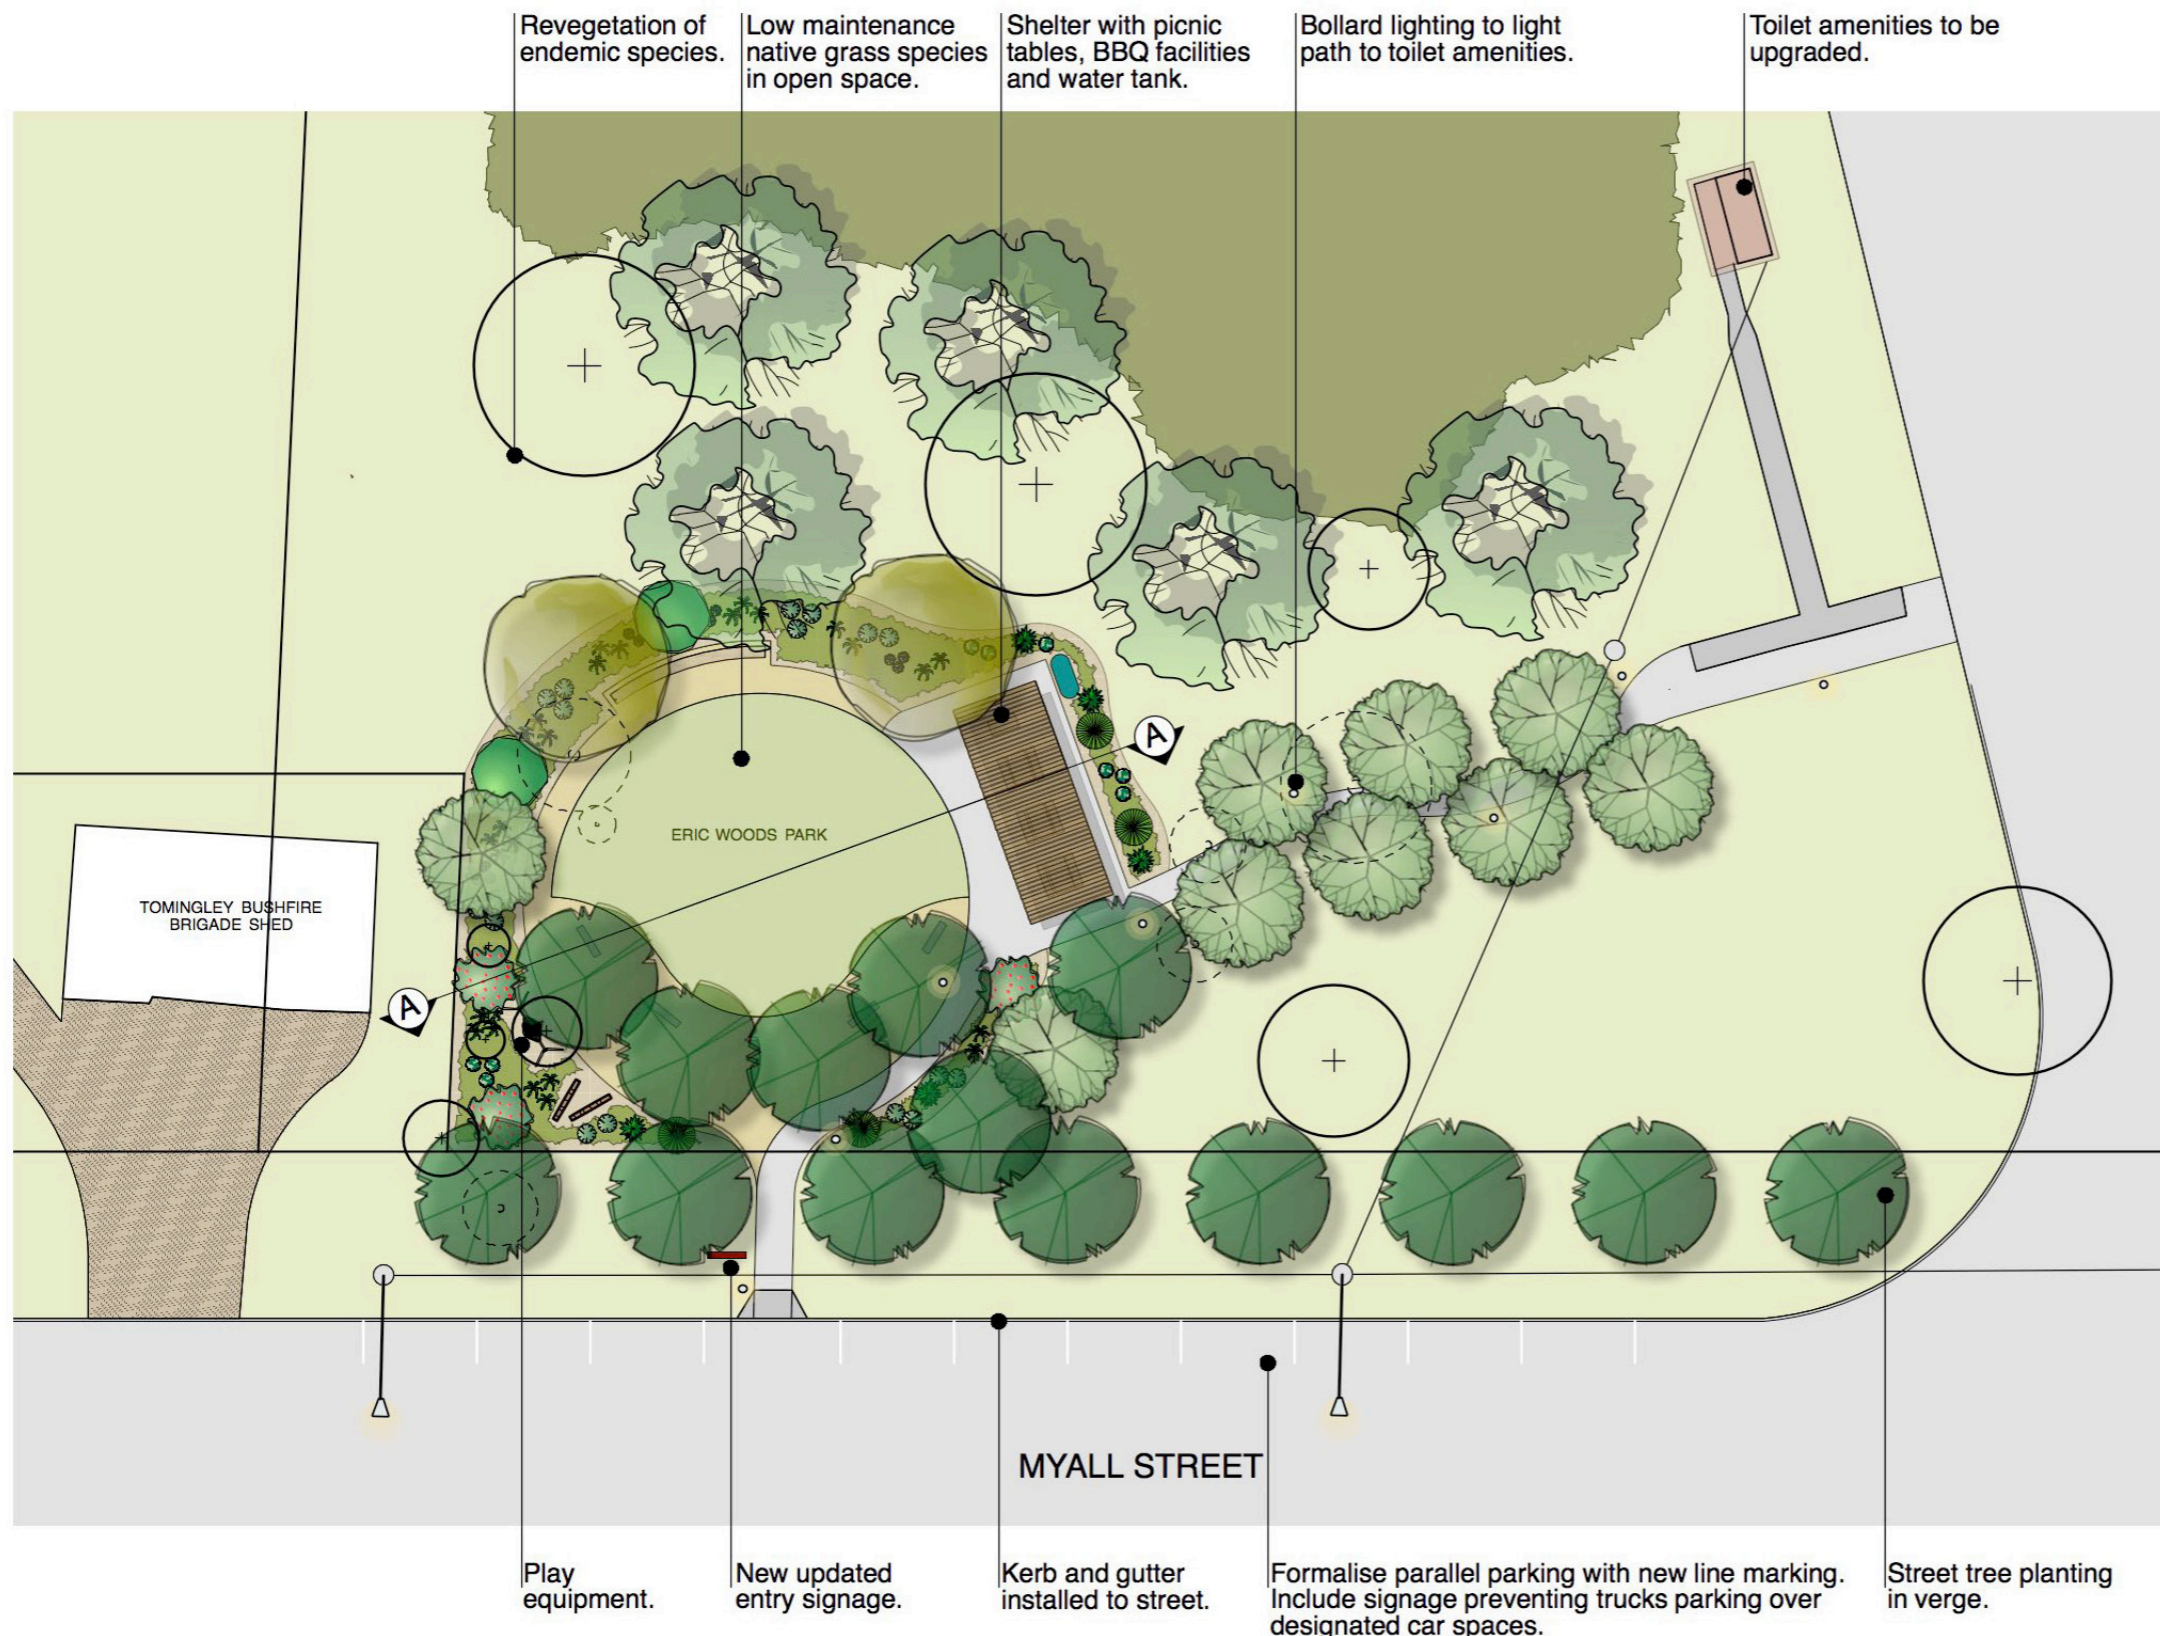 Revegetation of
endemic species.
Low maintenance
native grass species
in open space.
Shelter with picnic
tables, BBQ facilities
and water tank.
Bollard lighting to light
path to toilet amenities.
Toilet amenities to be
upgraded.
A
ERIC WOODS PARK
TOMINGLEY BUSHFIRE
BRIGADE SHED
A
MYALL STREET
Play
equipment.
New updated
entry signage.
Kerb and gutter
installed to street.
Formalise parallel parking with new line marking.
Include signage preventing trucks parking over
designated car spaces.
Street tree planting
in verge.